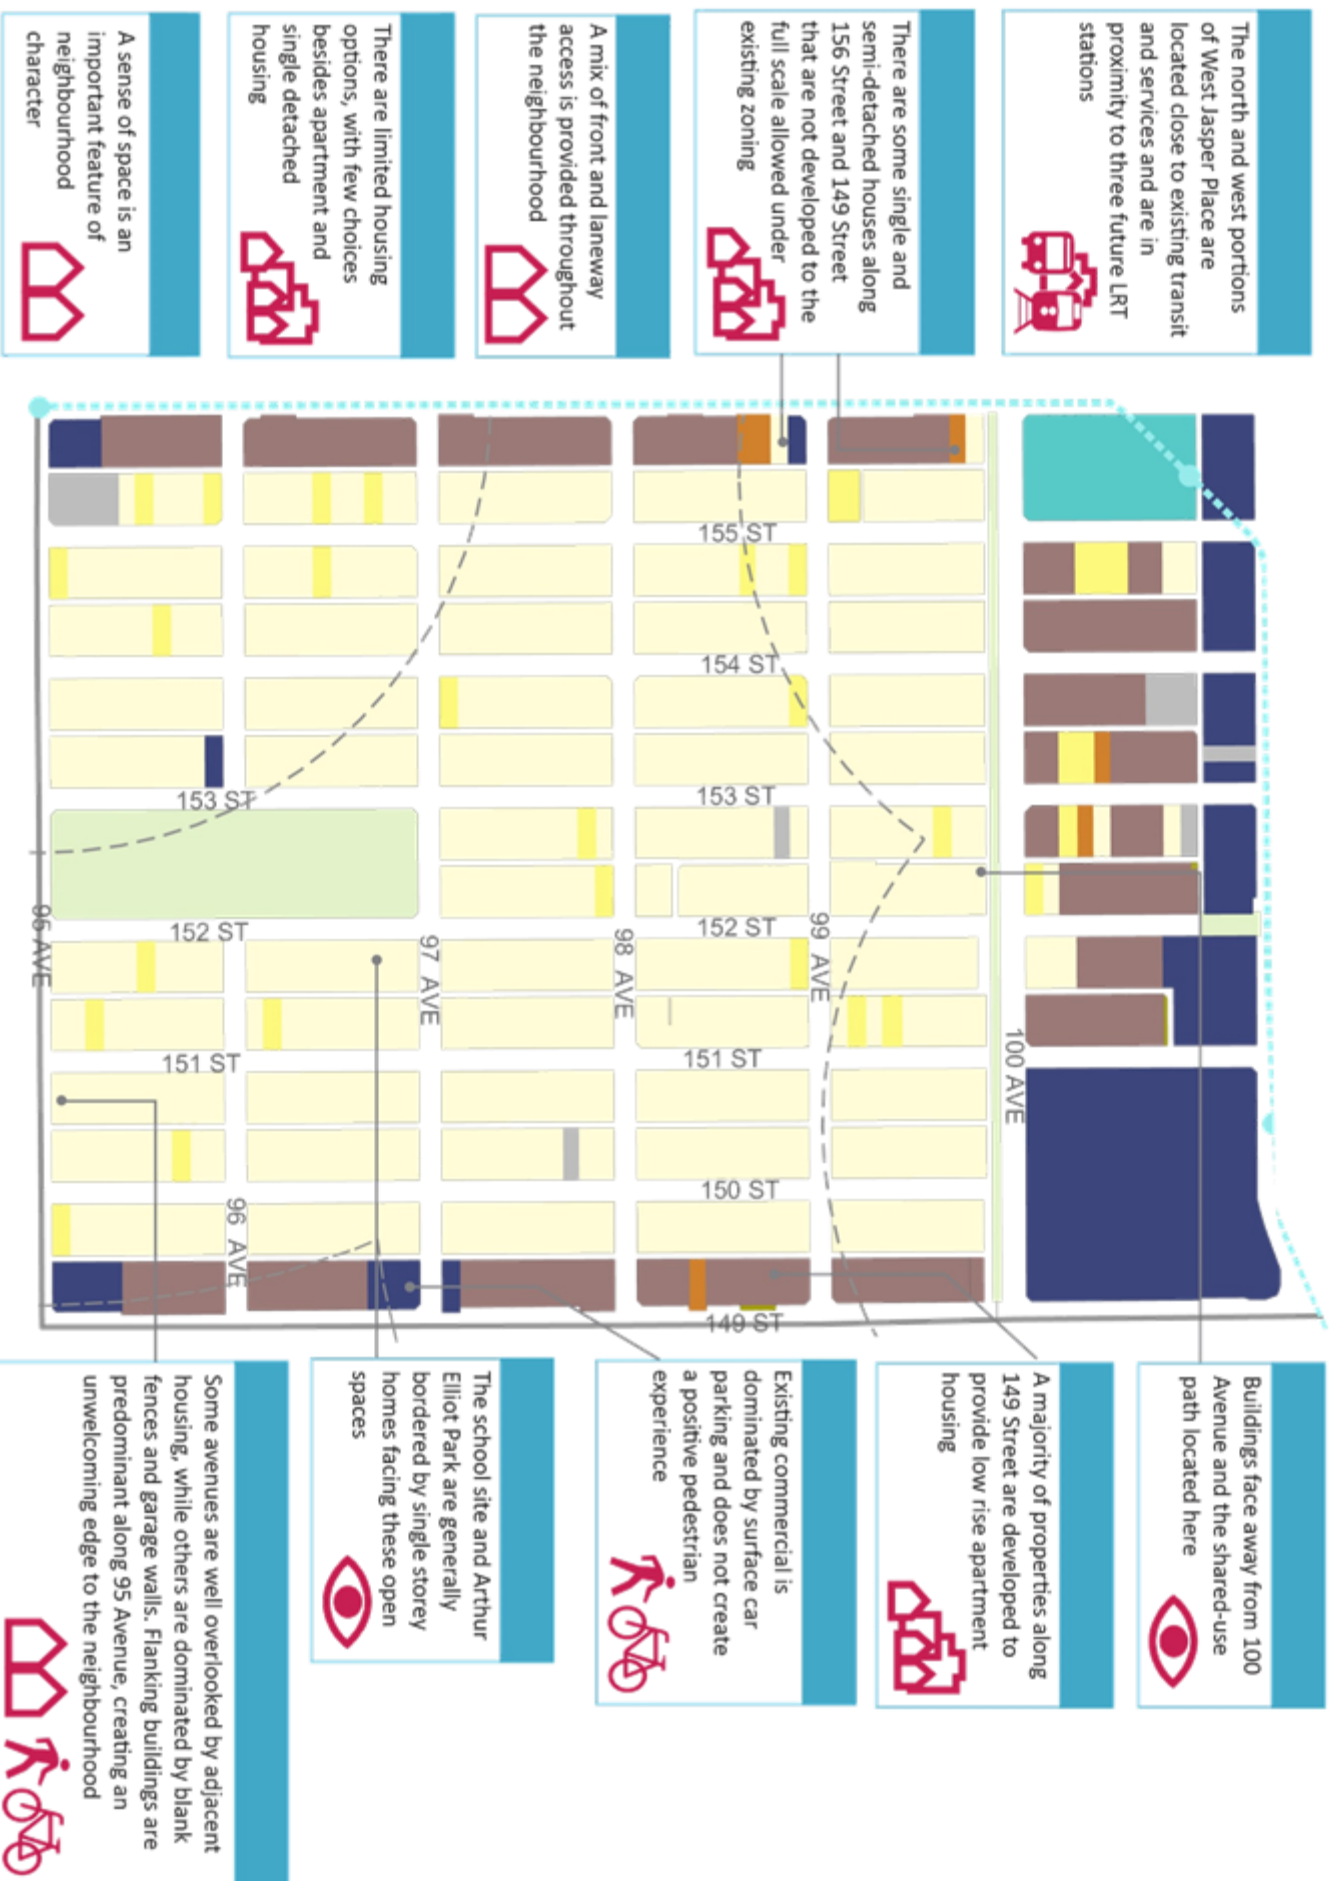 The north and west portions
of West Jasper Place are
located close to existing transit
and services and are in
proximity to three future LRT
stations
There are some single and
semi-detached houses along
156 Street and 149 Street
that are not developed to the
full scale allowed under
existing zoning
A mix of front and laneway
access is provided throughout
the neighbourhood
There are limited housing
options, with few choices
besides apartment and
single detached
housing
A sense of space is an
important feature of
neighbourhood
character
100 AVE
155 ST
154 ST
153 ST
152 ST
151 ST
150 ST
149 ST
99 AVE
98 AVE
97 AVE
153 ST
152 ST
151 ST
96 AVE
95 AVE
Buildings face away from 100
Avenue and the shared-use
path located here
A majority of properties along
149 Street are developed to
provide low rise apartment
housing
Existing commercial is
dominated by surface car
parking and does not create
a positive pedestrian
experience
The school site and Arthur
Elliot Park are generally
bordered by single storey
homes facing these open
spaces
Some avenues are well overlooked by adjacent
housing, while others are dominated by blank
fences and garage walls. Flanking buildings are
predominant along 95 Avenue, creating an
unwelcoming edge to the neighbourhood